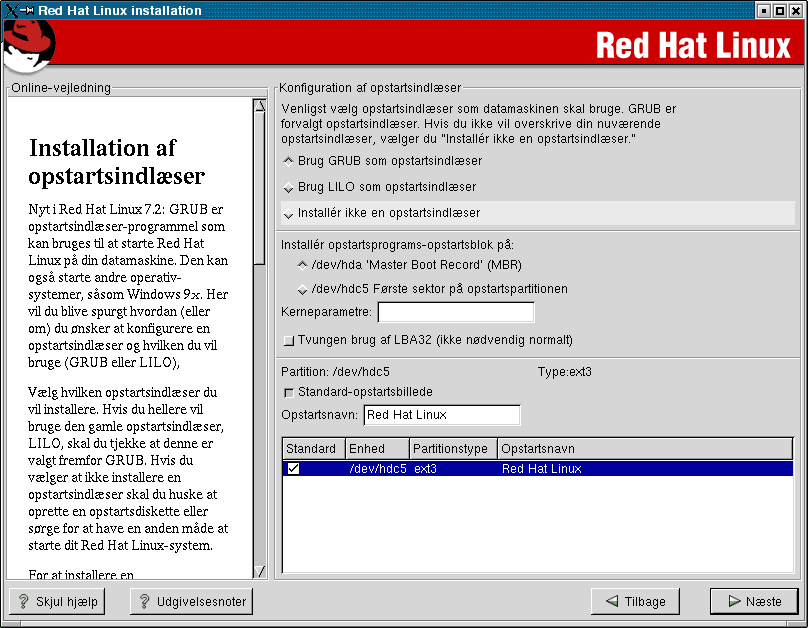 Red Hat Linux installation
Red Hat Linux
Online-vejledning
Installation af
opstartsindlæser
Nyt i Red Hat Linux 7.2: GRUB er
opstartsindlæser-programmel som
kan bruges til at starte Red Hat
Linux på din datamaskine. Den kan
også starte andre operativ-
systemer, såsom Windows 9x. Her
vil du blive spurgt hvordan (eller
om) du ønsker at konfigurere en
opstartsindlæser og hvilken du vil
bruge (GRUB eller LILO),
Vælg hvilken opstartsindlæser du
vil installere. Hvis du hellere vil
bruge den gamle opstartsindlæser,
LILO, skal du tjekke at denne er
valgt fremfor GRUB. Hvis du
vælger at ikke installere en
opstartsindlæser skal du huske at
oprette en opstartsdiskette eller
sørge for at have en anden måde at
starte dit Red Hat Linux-system.
For at installere en
Konfiguration af opstartsindlæser
Venligst vælg opstartsindlæser som datamaskinen skal bruge. GRUB er
forvalgt opstartsindlæser. Hvis du ikke vil overskrive din nuværende
opstartsindlæser, vælger du "Installér ikke en opstartsindlæser."
Brug GRUB som opstartsindlæser
Brug LILO som opstartsindlæser
Installér ikke en opstartsindlæser
Installér opstartsprograms-opstartsblok på:
/dev/hda 'Master Boot Record' (MBR)
/dev/hdc5 Første sektor på opstartspartitionen
Kerneparametre:
Tvungen brug af LBA32 (ikke nødvendig normalt)
Partition: /dev/hdc5 Type:ext3
Standard-opstartsbillede
Opstartsnavn: Red Hat Linux
Standard Enhed Partitionstype Opstartsnavn
/dev/hdc5 ext3 Red Hat Linux
Skjul hjælp Udgivelsesnoter Tilbage Næste